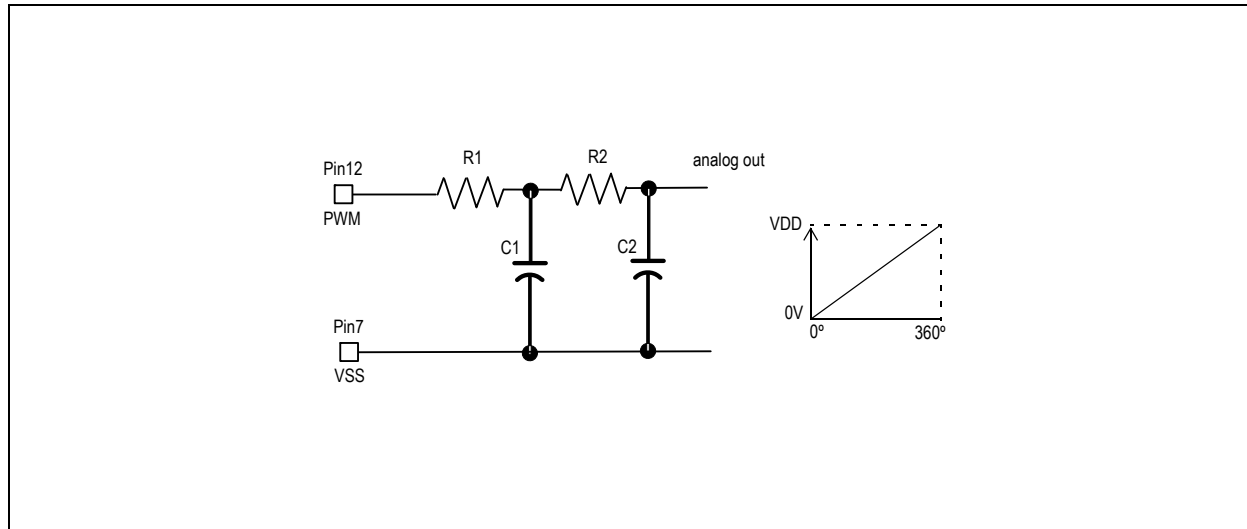 R1
R2
analog out
Pin12
PWM
C1
C2
VDD
0V
0º
360º
Pin7
VSS